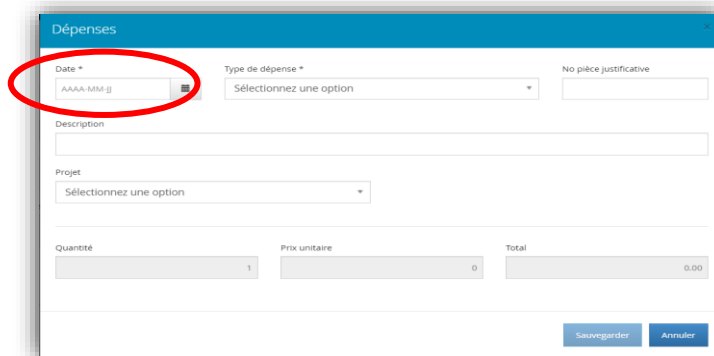 Dépenses ×
Date * Type de dépense * No pièce justificative
AAAA-MM-JJ Sélectionnez une option
Description
Projet
Sélectionnez une option
Quantité Prix unitaire Total
1 0 0.00
Sauvegarder Annuler